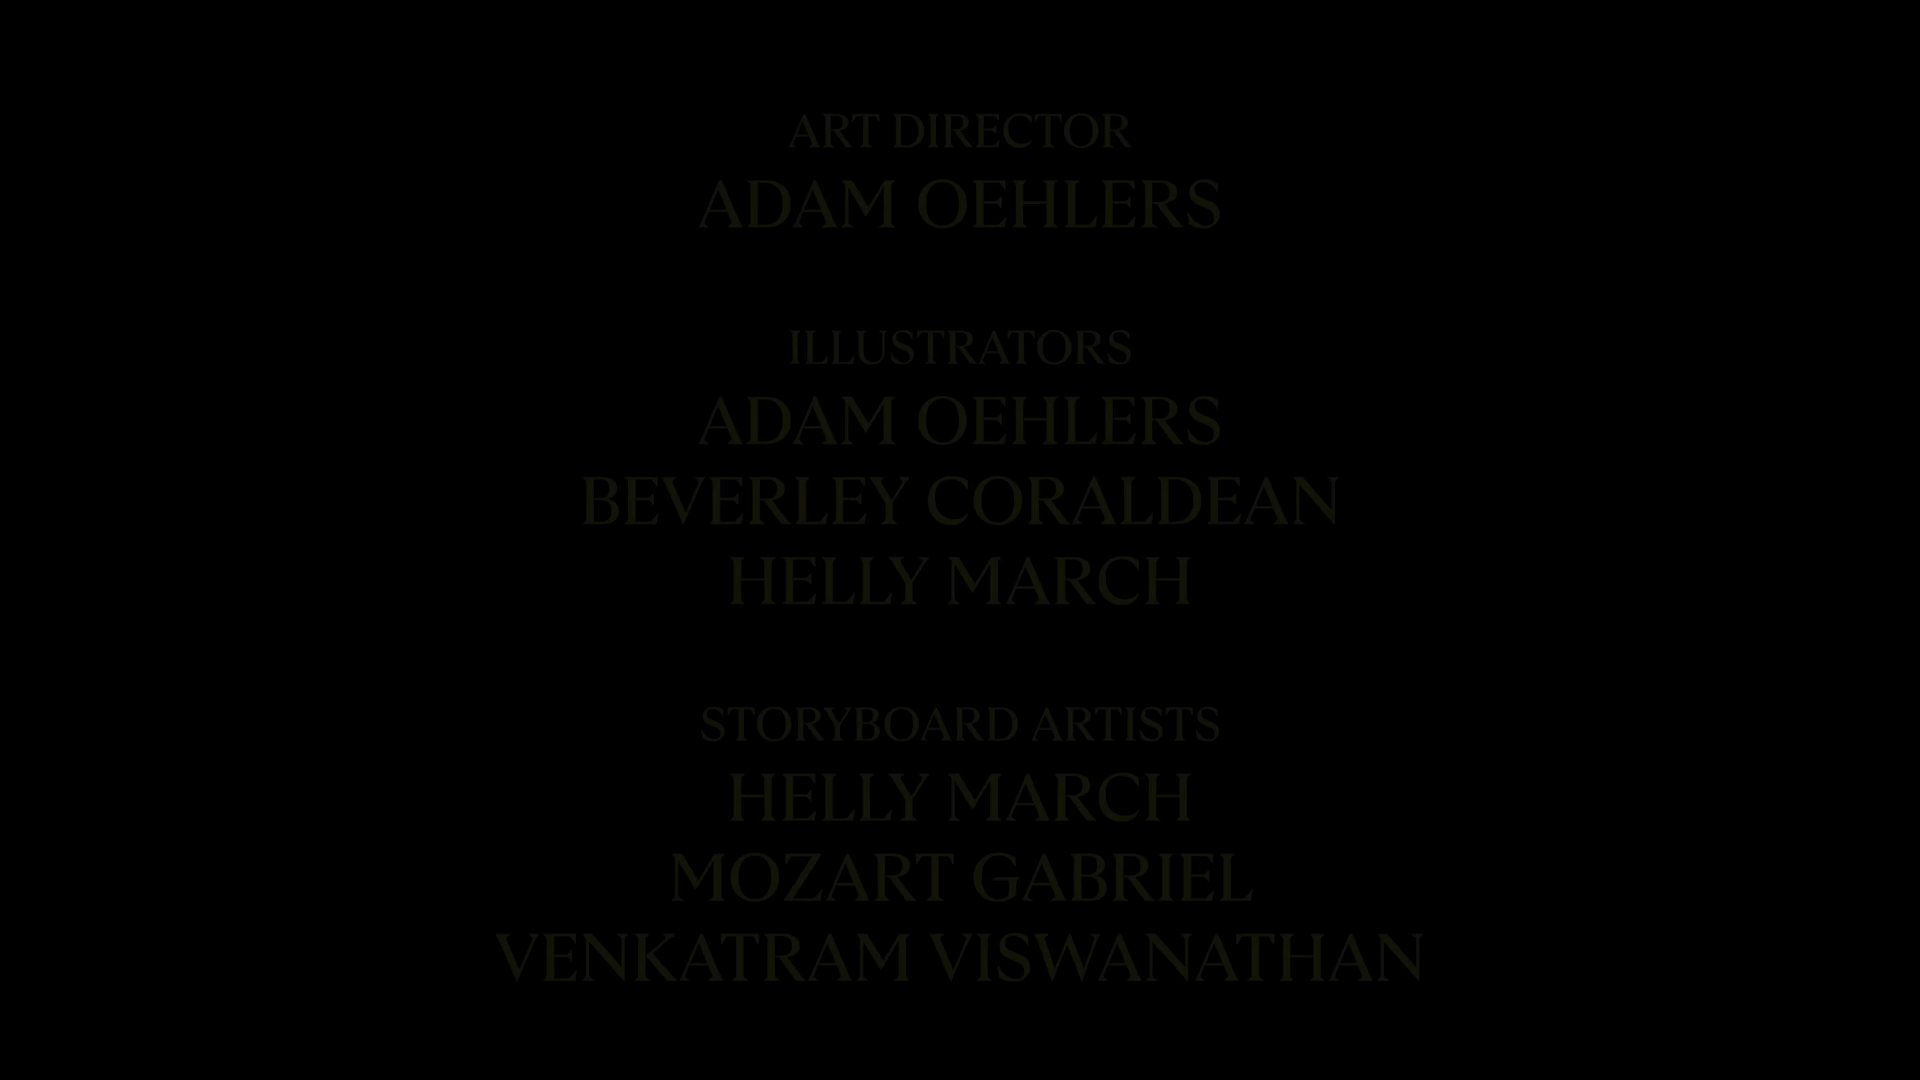 ART DIRECTOR
ADAM OEHLERS
ILLUSTRATORS
ADAM OEHLERS
BEVERLEY CORALDEAN
HELLY MARCH
STORYBOARD ARTISTS
HELLY MARCH
MOZART GABRIEL
VENKATRAM VISWANATHAN